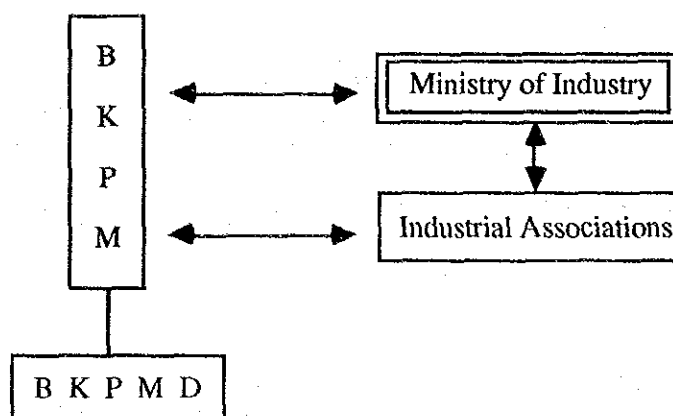 B
K
P
M
Ministry of Industry
Industrial Associations
B K P M D